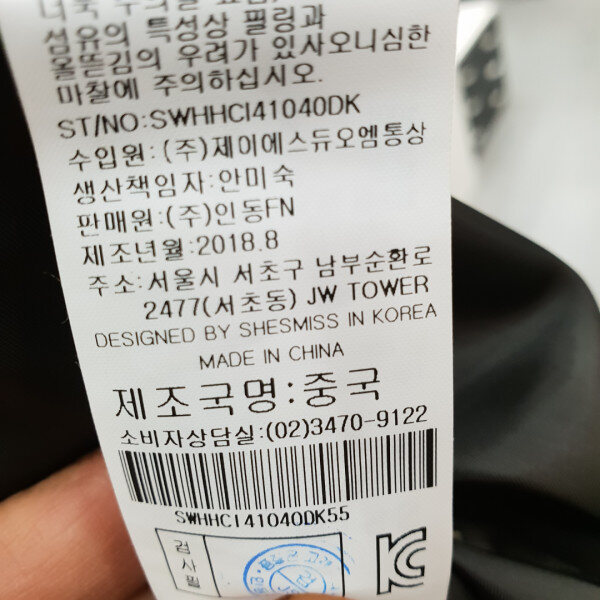 섬유의 특성상 필링과
올뜯김의 우려가 있사오니심한
마찰에 주의하십시오.
ST/NO:SWHHCI41040DK
수입원:(주)제이에스듀오엠통상
생산책임자:안미숙
판매원:(주)인동FN
제조년월:2018.8
주소:서울시 서초구 남부순환로
2477(서초동) JW TOWER
DESIGNED BY SHESMISS IN KOREA
MADE IN CHINA
제조국명:중국
소비자상담실:(02)3470-9122
SWHHCI41040DK55
검사필